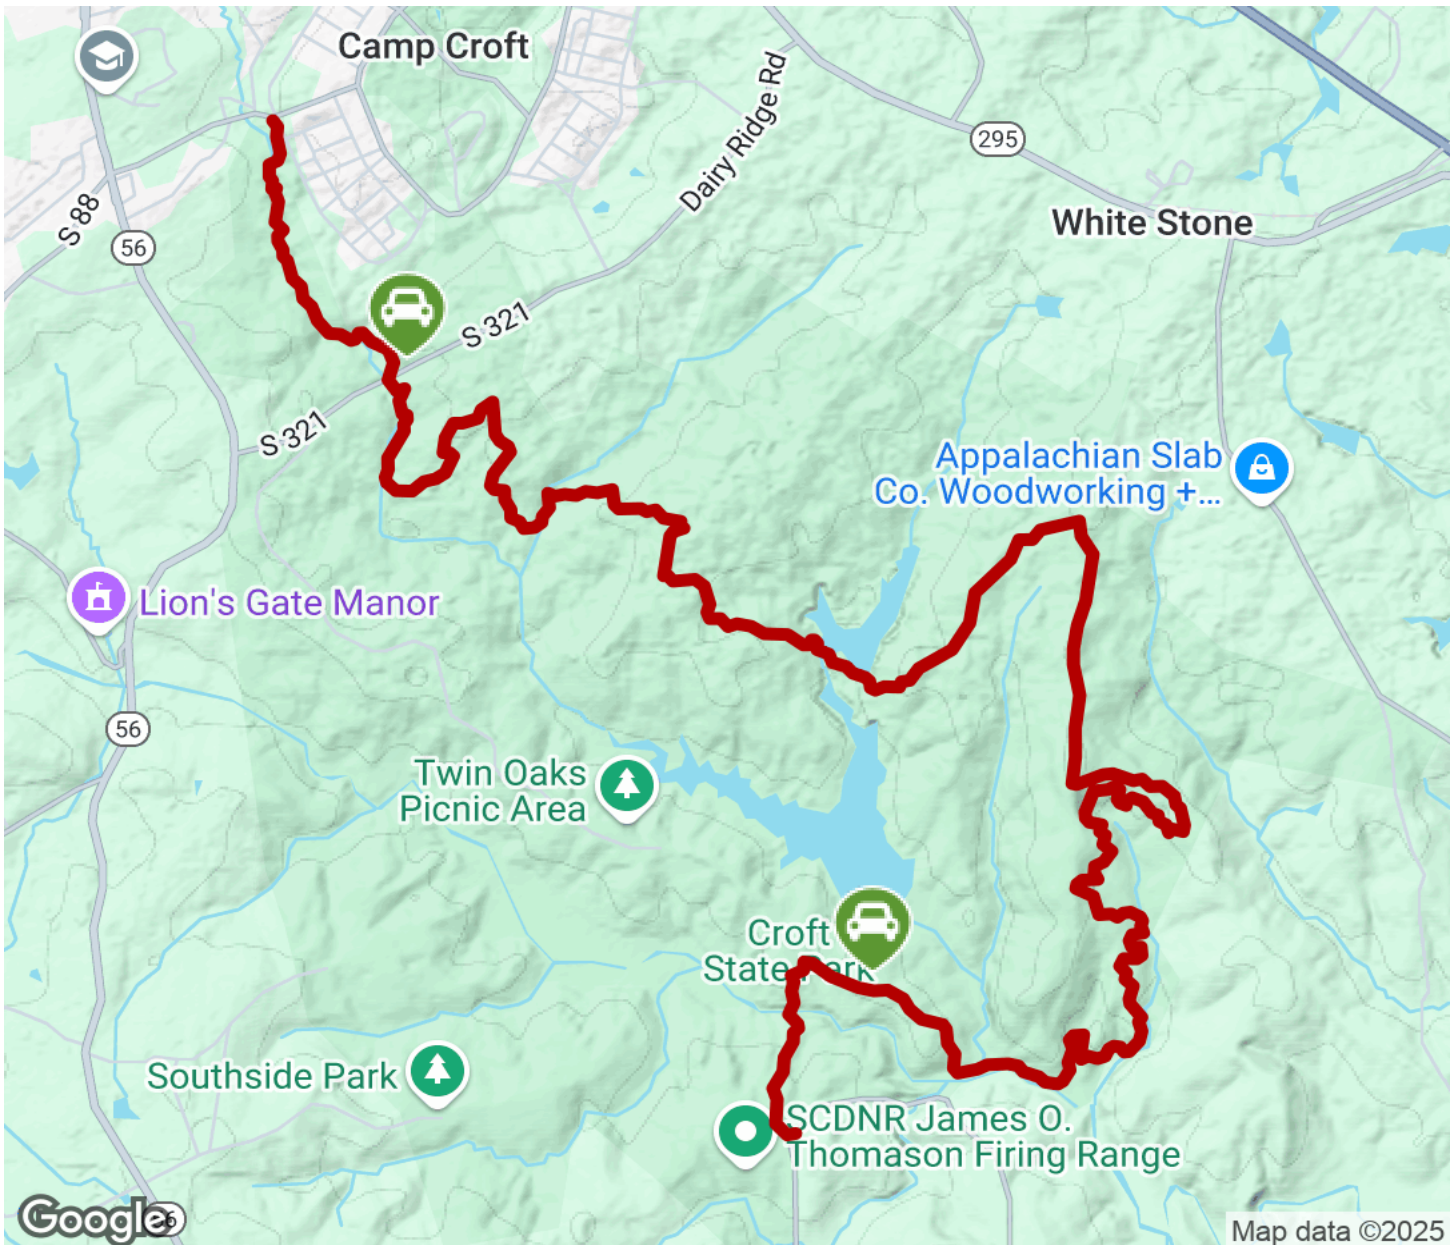 Camp Croft
Dairy Ridge Rd
295
S 88
56
White Stone
S 321
S 321
Appalachian Slab
Co. Woodworking +...
Lion's Gate Manor
56
Twin Oaks
Picnic Area
Croft
State Park
Southside Park
SCDNR James O.
Thomason Firing Range
Google
Map data ©2025